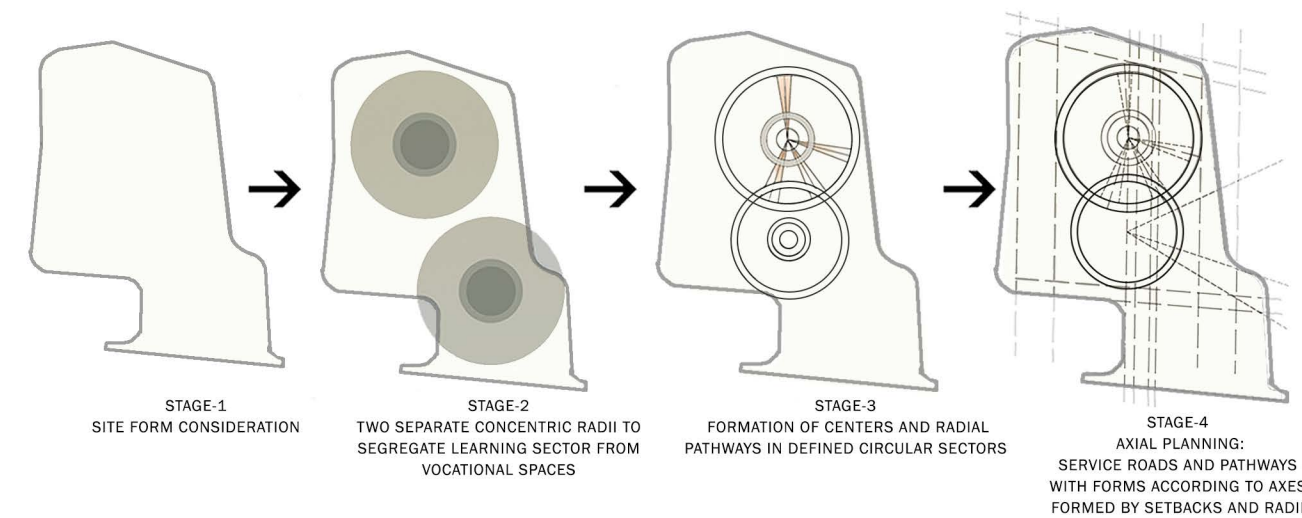 STAGE-1
SITE FORM CONSIDERATION
STAGE-2
TWO SEPARATE CONCENTRIC RADII TO
SEGREGATE LEARNING SECTOR FROM
VOCATIONAL SPACES
STAGE-3
FORMATION OF CENTERS AND RADIAL
PATHWAYS IN DEFINED CIRCULAR SECTORS
STAGE-4
AXIAL PLANNING:
SERVICE ROADS AND PATHWAYS
WITH FORMS ACCORDING TO AXES
FORMED BY SETBACKS AND RADII